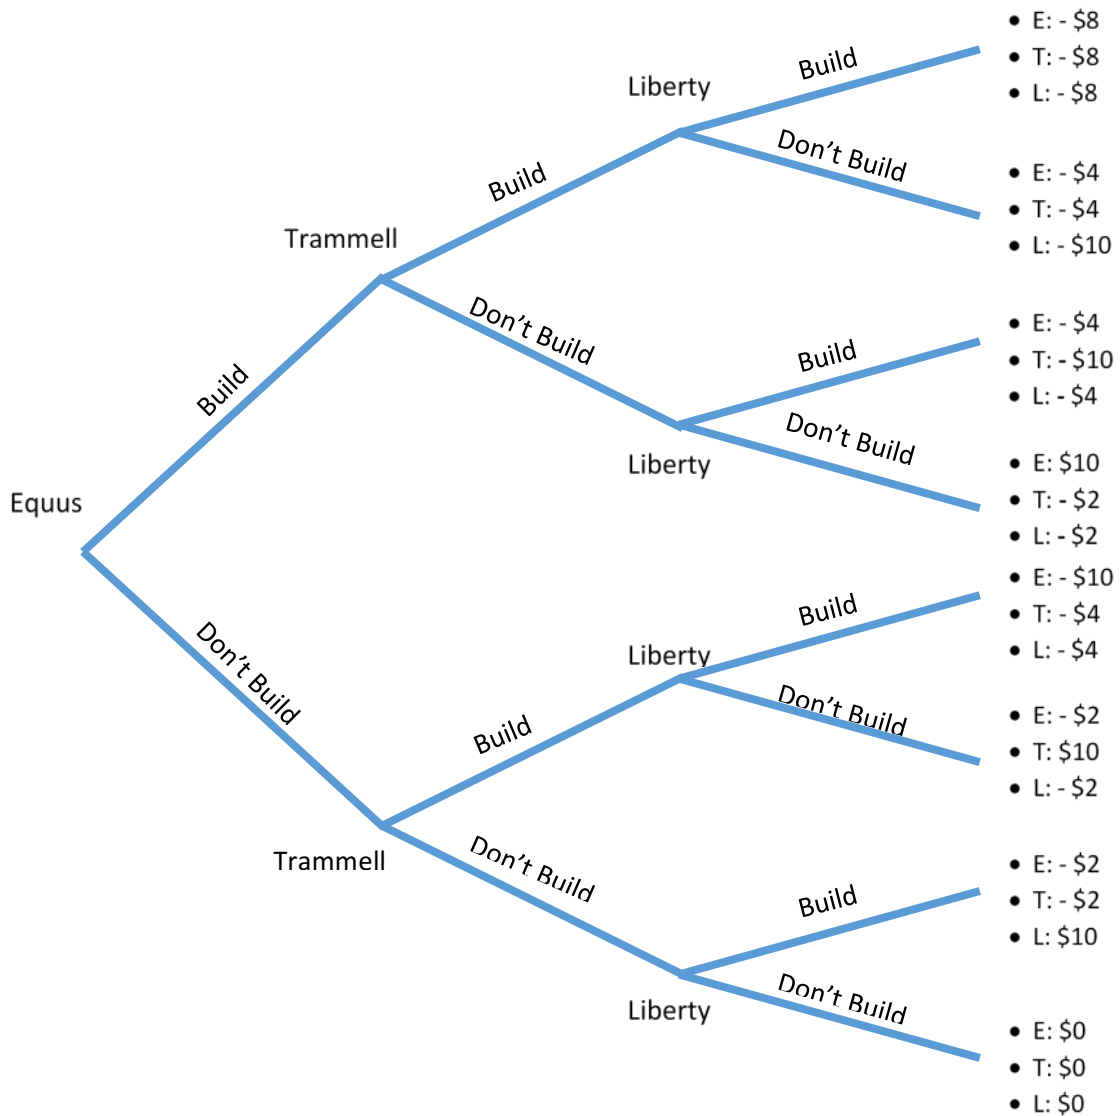 • E: - $8
• T: - $8
• L: - $8
Build
Liberty
Don’t Build
• E: - $4
• T: - $4
• L: - $10
Build
Trammell
Don’t Build
• E: - $4
• T: - $10
• L: - $4
Build
Don’t Build
Liberty
• E: $10
• T: - $2
• L: - $2
Build
Equus
Don’t Build
• E: - $10
• T: - $4
• L: - $4
Build
Liberty
Don’t Build
• E: - $2
• T: $10
• L: - $2
Build
Trammell
Don’t Build
• E: - $2
• T: - $2
• L: $10
Build
Don’t Build
Liberty
• E: $0
• T: $0
• L: $0